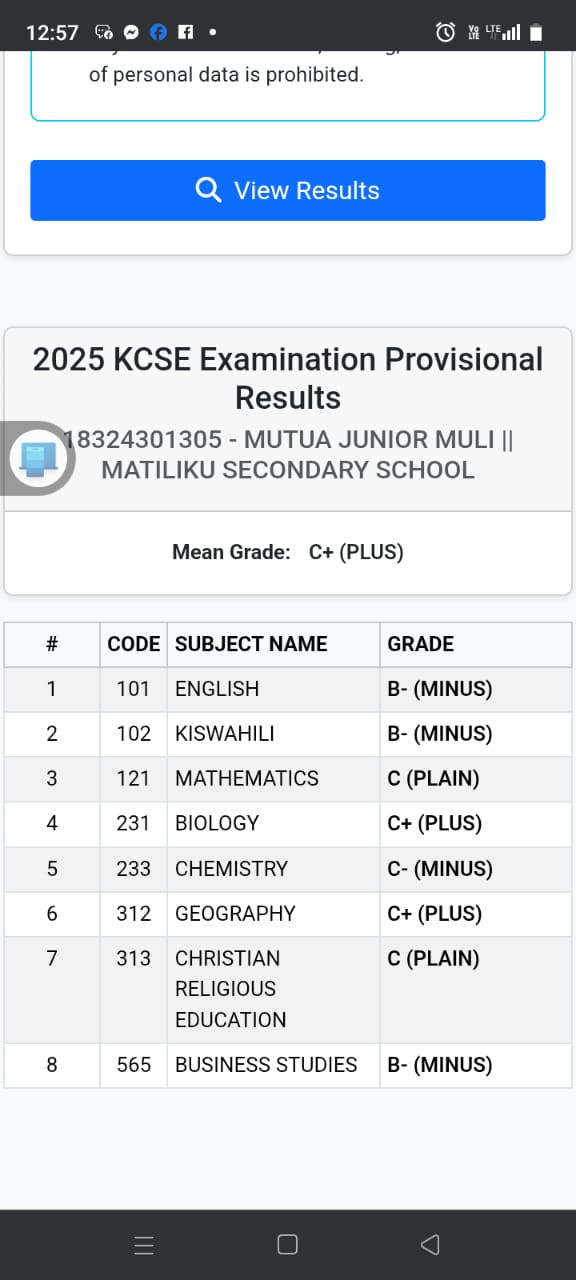 12:57
Vo LTE LTE
of personal data is prohibited.
View Results
2025 KCSE Examination Provisional
Results
18324301305 - MUTUA JUNIOR MULI ||
MATILIKU SECONDARY SCHOOL
Mean Grade: C+ (PLUS)
# CODE SUBJECT NAME GRADE
1 101 ENGLISH B- (MINUS)
2 102 KISWAHILI B- (MINUS)
3 121 MATHEMATICS C (PLAIN)
4 231 BIOLOGY C+ (PLUS)
5 233 CHEMISTRY C- (MINUS)
6 312 GEOGRAPHY C+ (PLUS)
7 313 CHRISTIAN C (PLAIN)
RELIGIOUS
EDUCATION
8 565 BUSINESS STUDIES B- (MINUS)